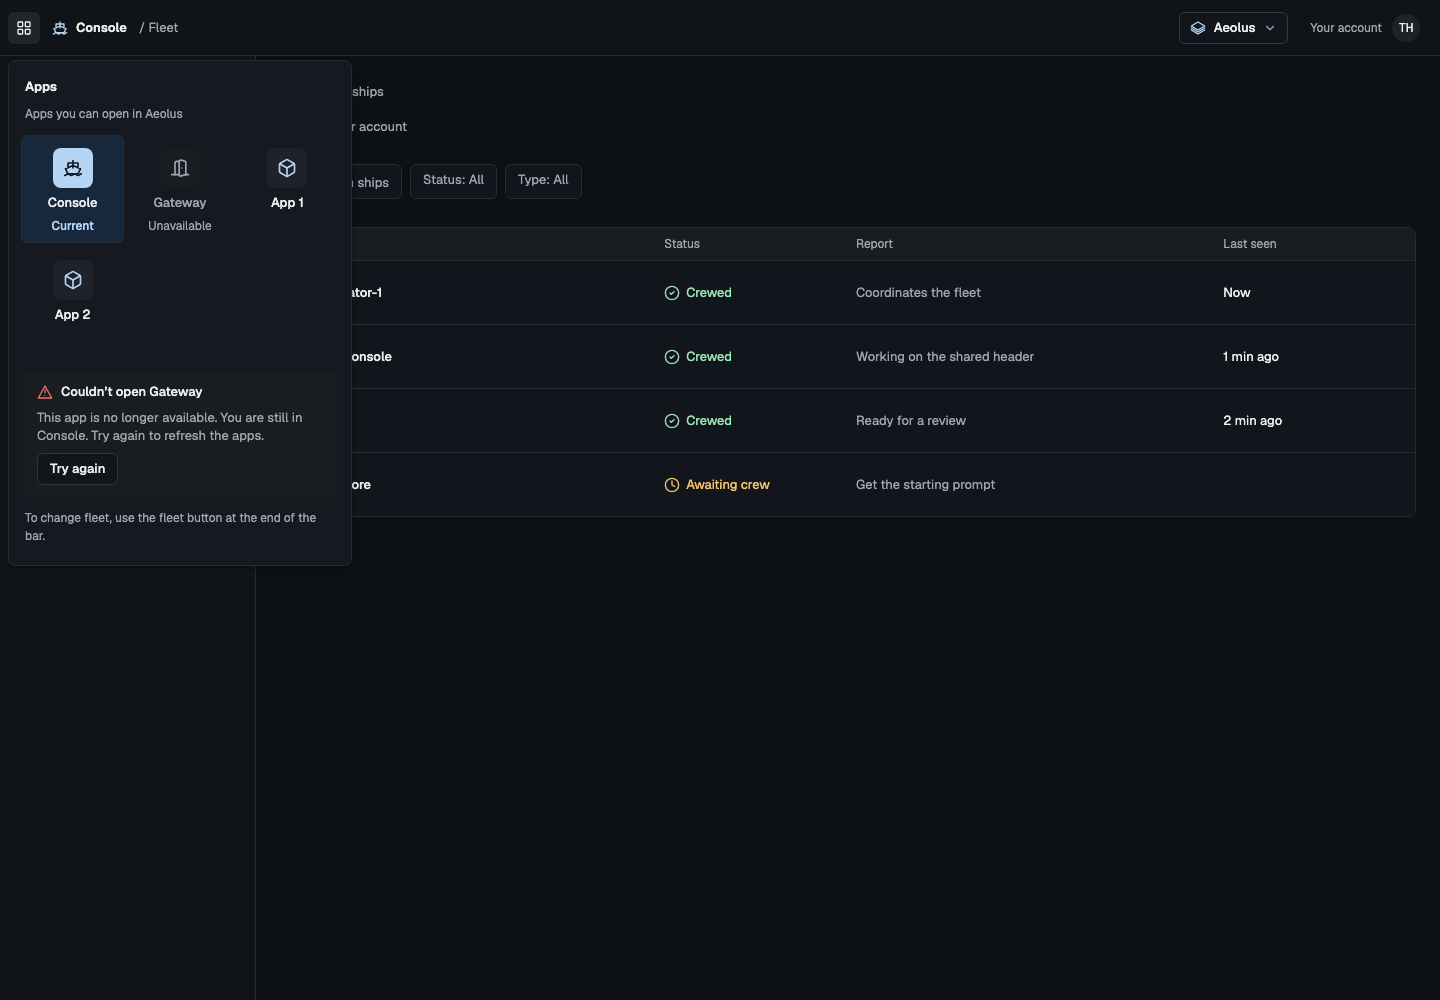 Console / Fleet
Aeolus
Your account
TH
Apps
Apps you can open in Aeolus
Console
Current
Gateway
Unavailable
App 1
App 2
Couldn't open Gateway
This app is no longer available. You are still in
Console. Try again to refresh the apps.
Try again
To change fleet, use the fleet button at the end of the
bar.
ships
r account
ships
Status: All
Type: All
Status
Report
Last seen
ator-1
Crewed
Coordinates the fleet
Now
onsole
Crewed
Working on the shared header
1 min ago
Crewed
Ready for a review
2 min ago
ore
Awaiting crew
Get the starting prompt